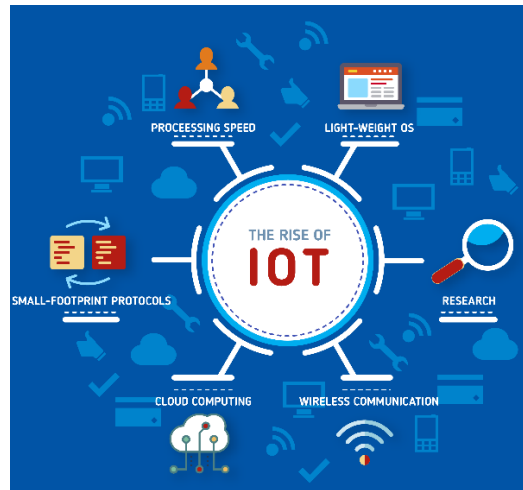 PROCEESSING SPEED
LIGHT-WEIGHT OS
THE RISE OF
IOT
SMALL-FOOTPRINT PROTOCOLS
RESEARCH
CLOUD COMPUTING
WIRELESS COMMUNICATION